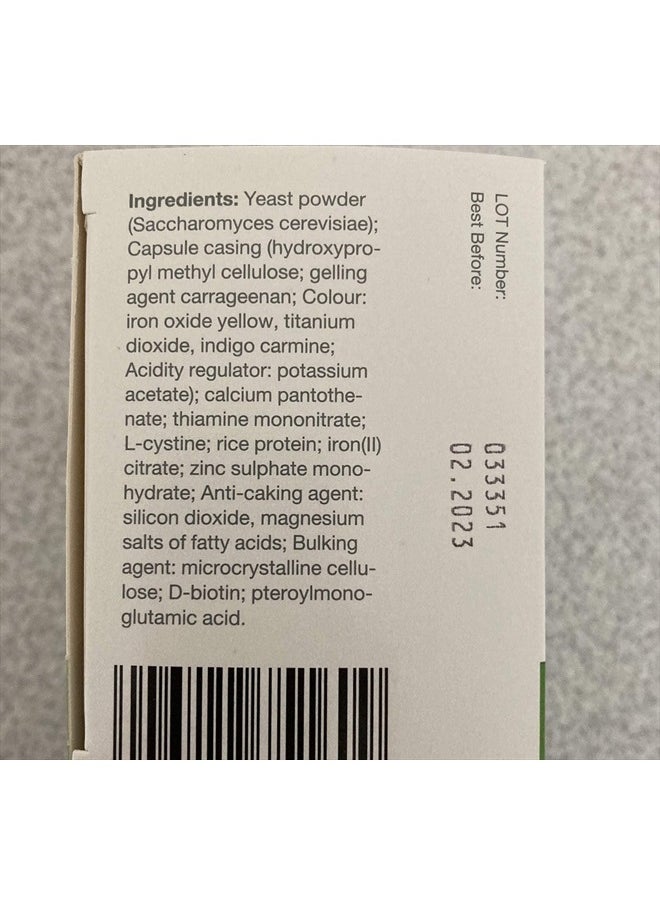 Ingredients: Yeast powder
(Saccharomyces cerevisiae);
Capsule casing (hydroxypro-
pyl methyl cellulose; gelling
agent carrageenan; Colour:
iron oxide yellow, titanium
dioxide, indigo carmine;
Acidity regulator: potassium
acetate); calcium pantothe-
nate; thiamine mononitrate;
L-cystine; rice protein; iron(II)
citrate; zinc sulphate mono-
hydrate; Anti-caking agent:
silicon dioxide, magnesium
salts of fatty acids; Bulking
agent: microcrystalline cellu-
lose; D-biotin; pteroylmono-
glutamic acid.
LOT Number:
Best Before:
033351
02.2023